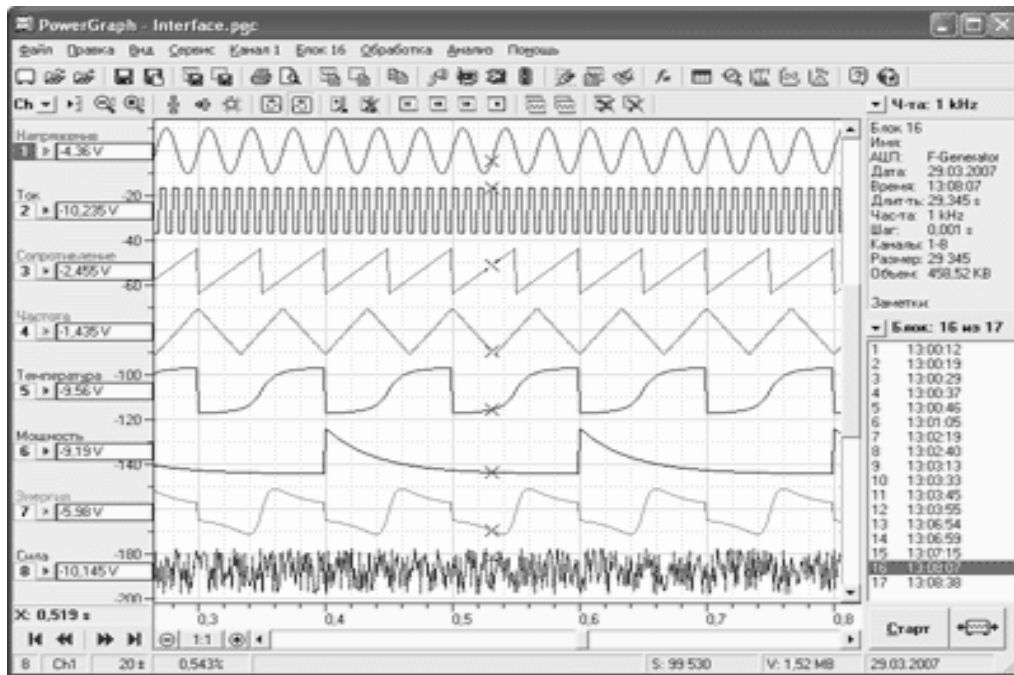 PowerGraph - Interface.pgc
Файл Правка Вид Сервис Канал 1 Блок 16 Обработка Анализ Помощь
Ch
Ч-та: 1 kHz
Напряжение
1 -4,36 V
Ток
2 -10,235 V
Сопротивление
3 -2,455 V
Частота
4 -1,435 V
Температура
5 -9,56 V
Мощность
6 -9,19 V
Энергия
7 -5,98 V
Сила
8 -10,145 V
-20
-40
-60
-100
-120
-140
-180
-200
Блок 16
Имя:
АЦП: F-Generator
Дата: 29.03.2007
Время: 13:08:07
Длит-ть: 29,345 s
Час-та: 1 kHz
Шаг: 0,001 s
Каналы: 1-8
Размер: 29 345
Объем: 458,52 KB
Заметки:
Блок: 16 из 17
1 13:00:12
2 13:00:19
3 13:00:29
4 13:00:37
5 13:00:46
6 13:01:05
7 13:02:19
8 13:02:40
9 13:03:13
10 13:03:33
11 13:03:45
12 13:03:55
13 13:06:54
14 13:06:59
15 13:07:15
16 13:08:07
17 13:08:38
X: 0,519 s
0,3 0,4 0,5 0,6 0,7 0,8
1:1
Старт
8 Ch1 20± 0,543% S: 99 530 V: 1,52 MB 29.03.2007